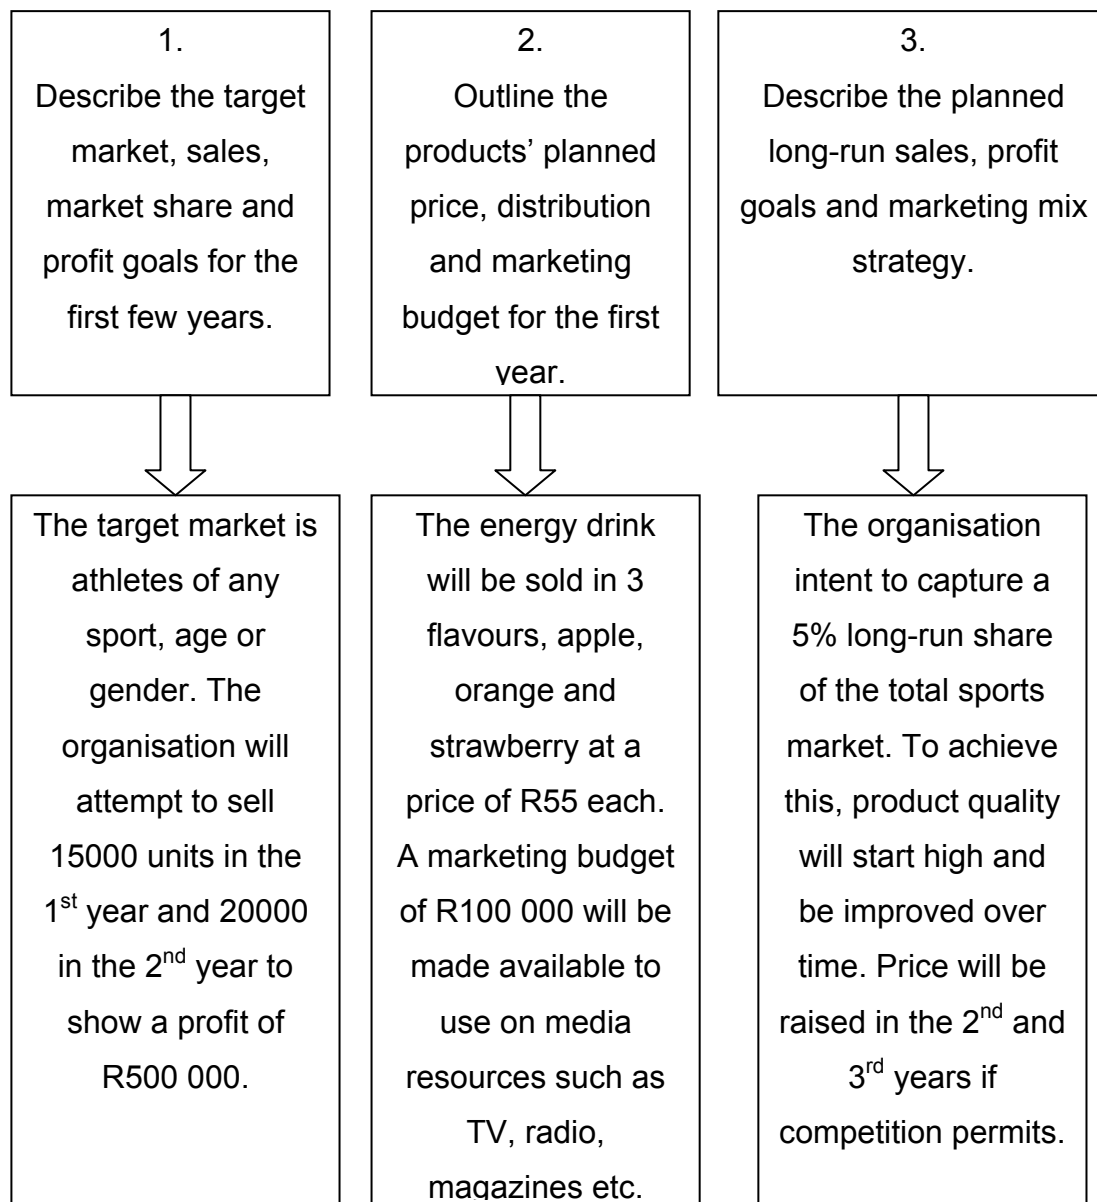 1.
Describe the target
market, sales,
market share and
profit goals for the
first few years.
2.
Outline the
products’ planned
price, distribution
and marketing
budget for the first
year.
3.
Describe the planned
long-run sales, profit
goals and marketing mix
strategy.
The target market is
athletes of any
sport, age or
gender. The
organisation will
attempt to sell
15000 units in the
1st year and 20000
in the 2nd year to
show a profit of
R500 000.
The energy drink
will be sold in 3
flavours, apple,
orange and
strawberry at a
price of R55 each.
A marketing budget
of R100 000 will be
made available to
use on media
resources such as
TV, radio,
magazines etc.
The organisation
intent to capture a
5% long-run share
of the total sports
market. To achieve
this, product quality
will start high and
be improved over
time. Price will be
raised in the 2nd and
3rd years if
competition permits.